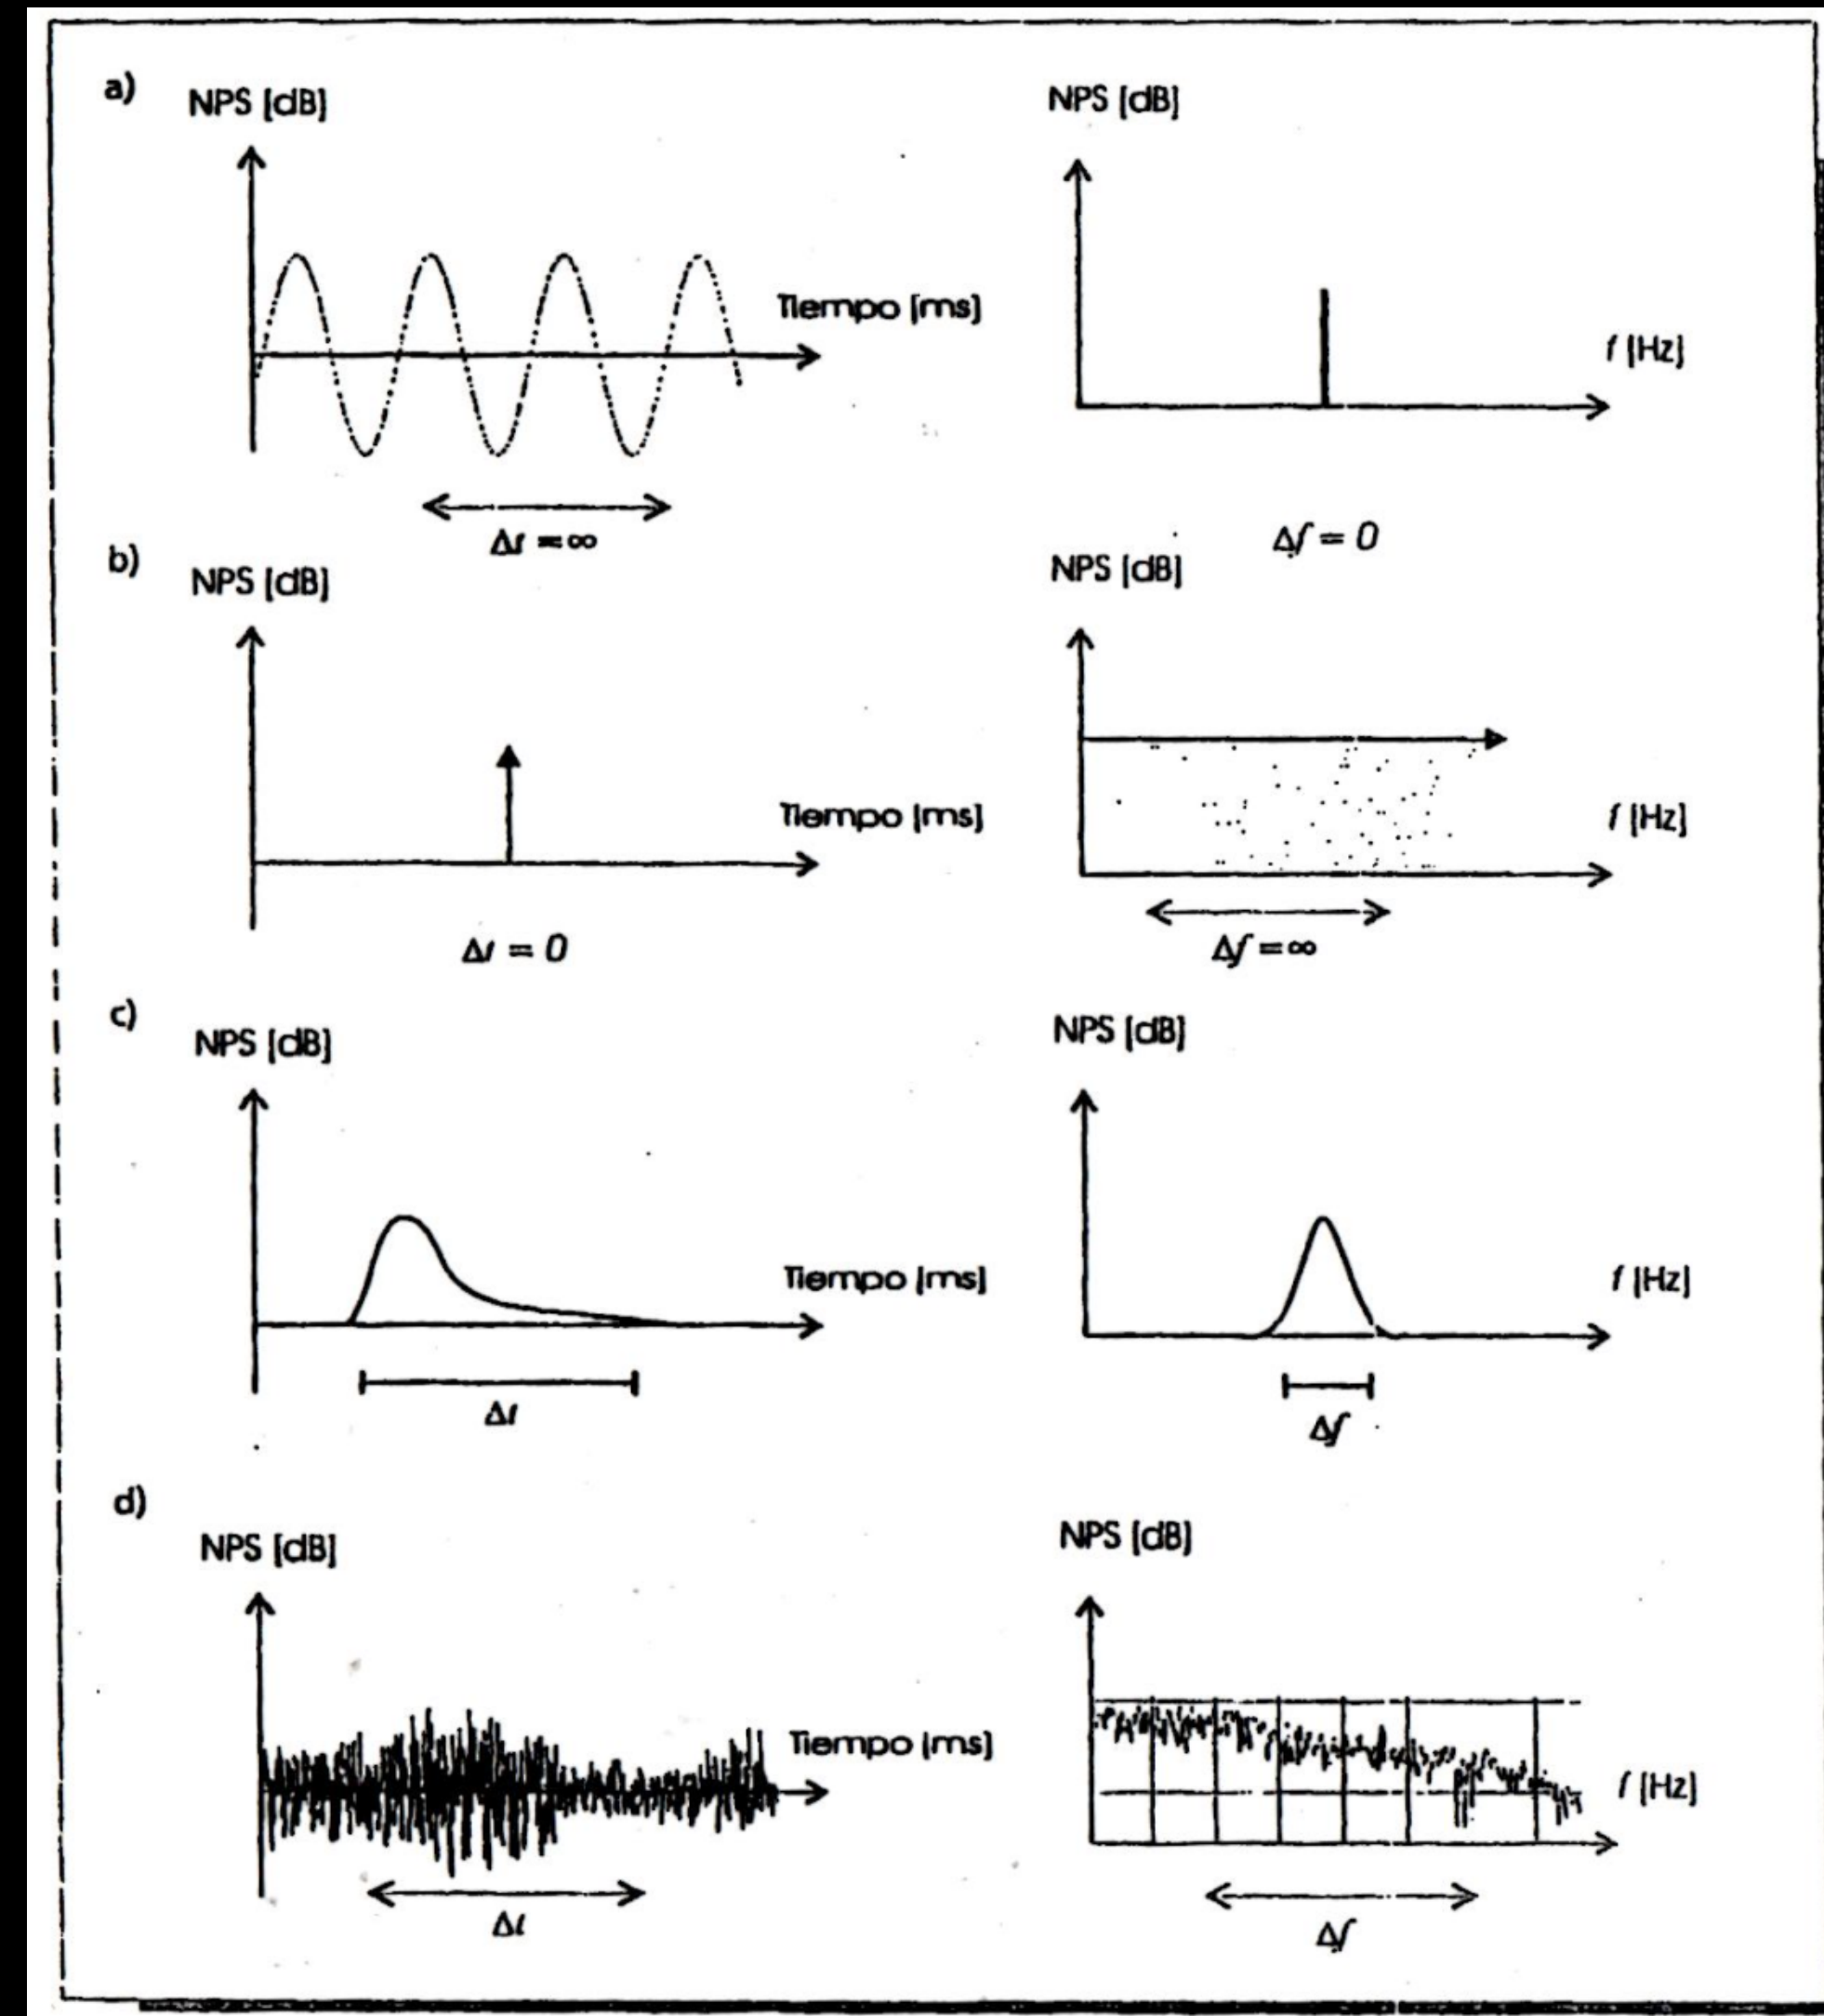 a)
NPS [dB]
NPS [dB]
Tiempo [ms]
f [Hz]
Δt = ∞
Δf = 0
b)
NPS [dB]
NPS [dB]
Tiempo [ms]
f [Hz]
Δt = 0
Δf = ∞
c)
NPS [dB]
NPS [dB]
Tiempo [ms]
f [Hz]
Δt
Δf
d)
NPS [dB]
NPS [dB]
Tiempo [ms]
f [Hz]
Δt
Δf